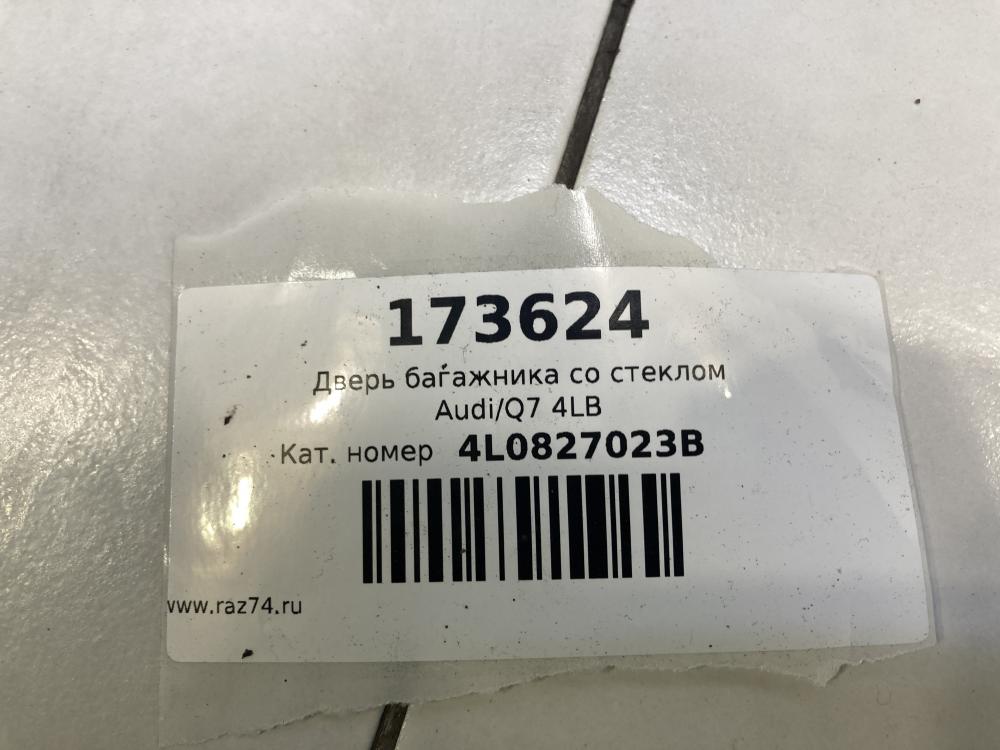 173624
Дверь багажника со стеклом
Audi/Q7 4LB
Кат. номер 4L0827023B
www.raz74.ru